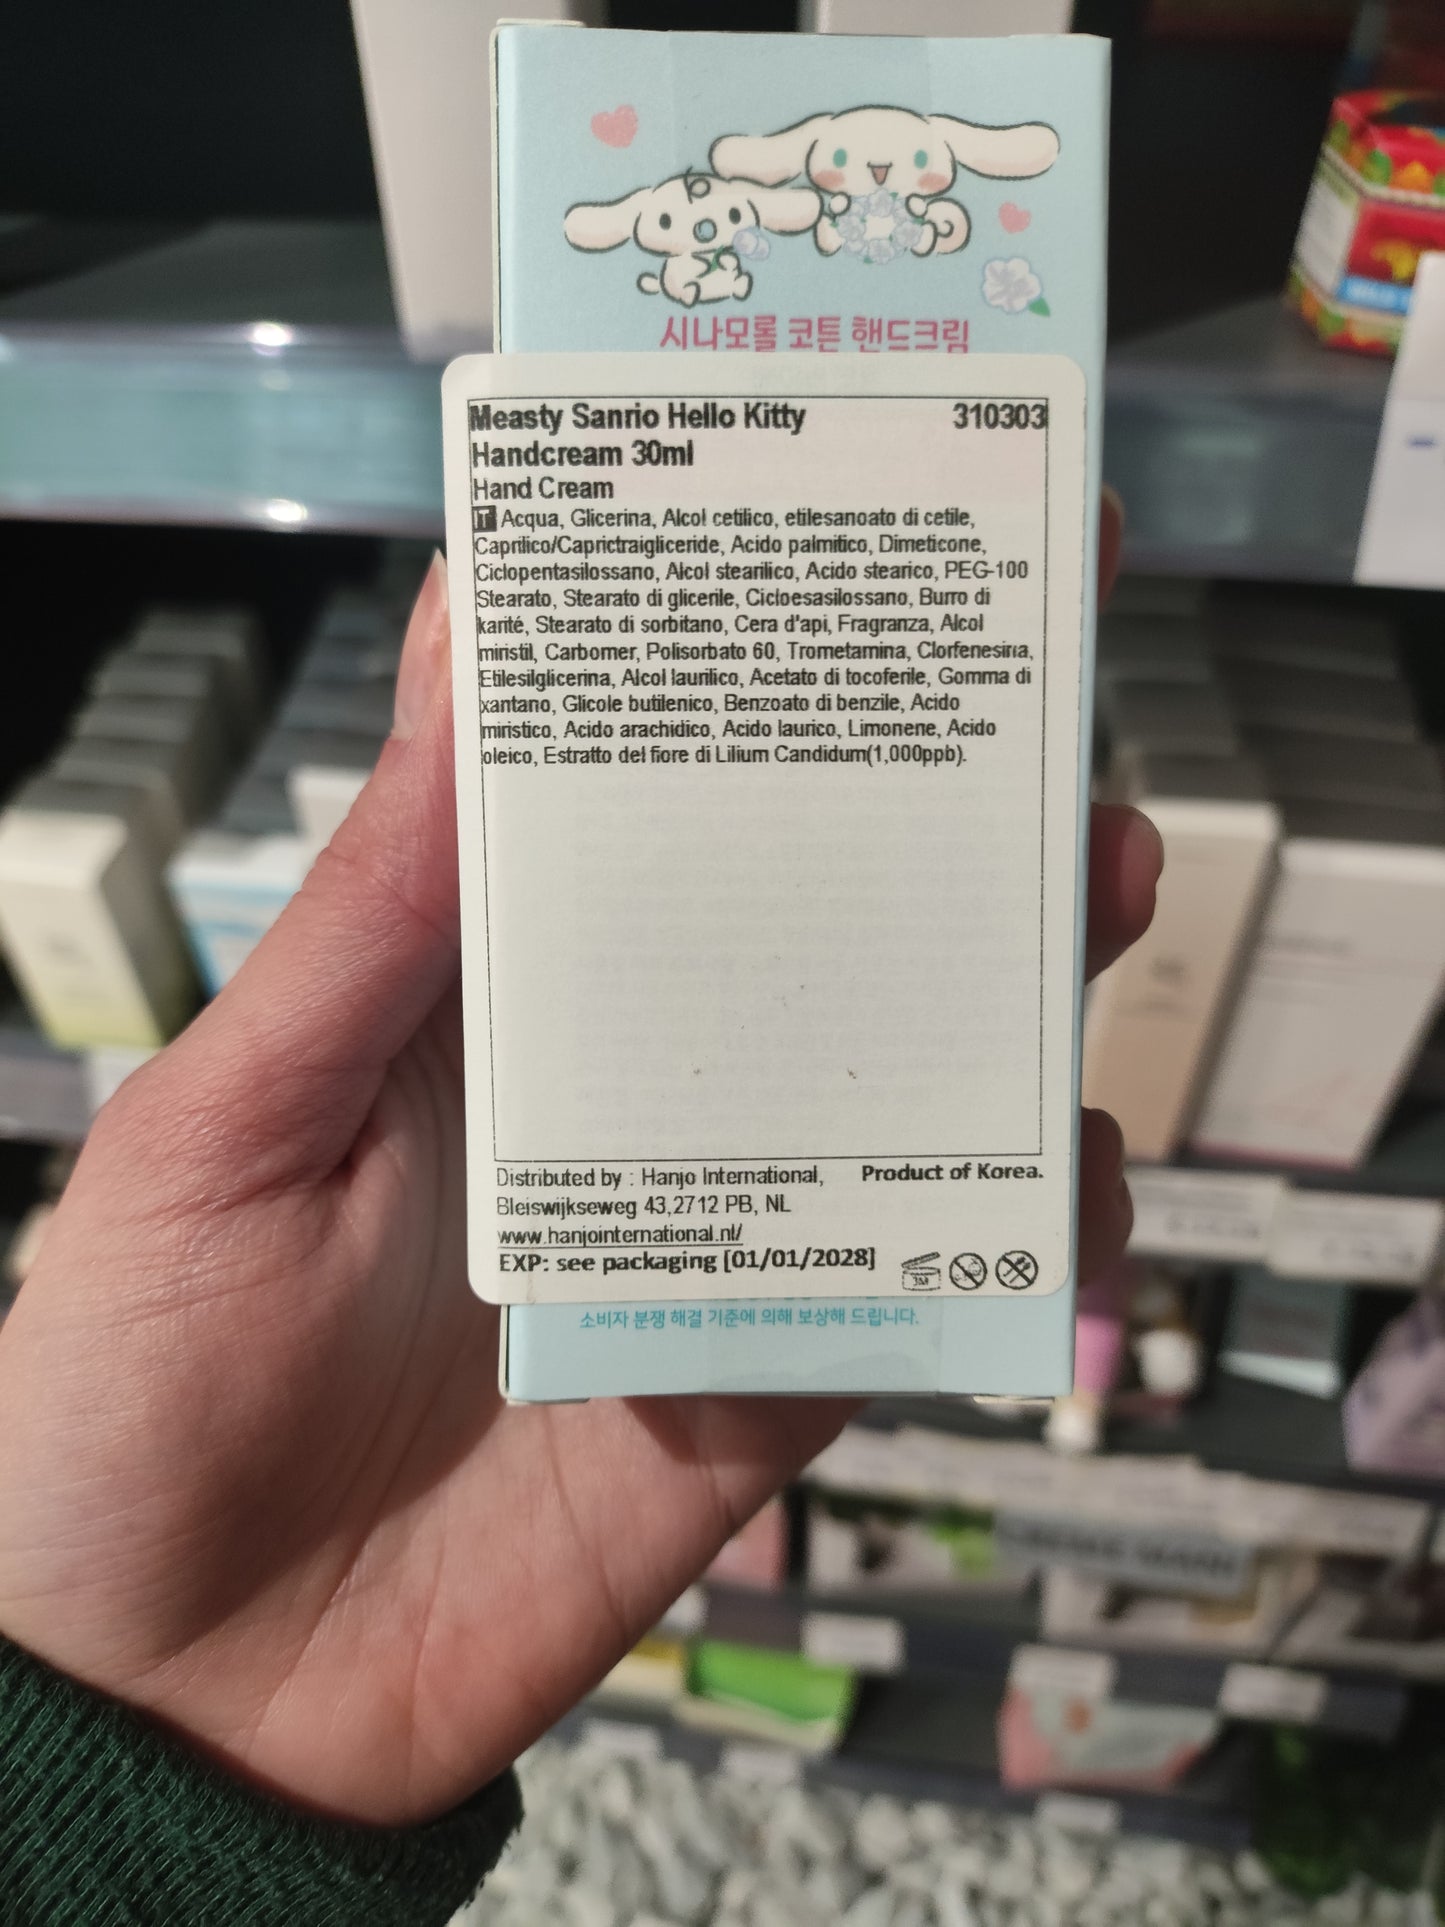 시나모롤 코튼 핸드크림
Measty Sanrio Hello Kitty 310303
Handcream 30ml
Hand Cream
IT Acqua, Glicerina, Alcol cetilico, etilesanoato di cetile,
Caprilico/Caprictraigliceride, Acido palmitico, Dimeticone,
Ciclopentasilossano, Alcol stearilico, Acido stearico, PEG-100
Stearato, Stearato di glicerile, Cicloesasilossano, Burro di
karité, Stearato di sorbitano, Cera d'api, Fragranza, Alcol
miristil, Carbomer, Polisorbato 60, Trometamina, Clorfenesina,
Etilesilglicerina, Alcol laurilico, Acetato di tocoferile, Gomma di
xantano, Glicole butilenico, Benzoato di benzile, Acido
miristico, Acido arachidico, Acido laurico, Limonene, Acido
oleico, Estratto del fiore di Lilium Candidum(1,000ppb).
Distributed by : Hanjo International, Product of Korea.
Bleiswijkseweg 43,2712 PB, NL
www.hanjointernational.nl/
EXP: see packaging [01/01/2028]
소비자 분쟁 해결 기준에 의해 보상해 드립니다.